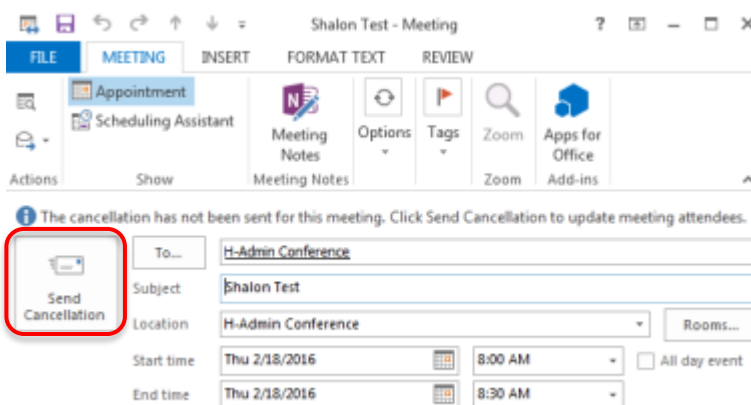 Shalon Test - Meeting ?
FILE MEETING INSERT FORMAT TEXT REVIEW
Appointment
Scheduling Assistant
Meeting Notes
Options
Tags
Zoom
Apps for Office
Actions Show Meeting Notes Zoom Add-ins
The cancellation has not been sent for this meeting. Click Send Cancellation to update meeting attendees.
Send Cancellation
To... H-Admin Conference
Subject Shalon Test
Location H-Admin Conference Rooms...
Start time Thu 2/18/2016 8:00 AM All day event
End time Thu 2/18/2016 8:30 AM